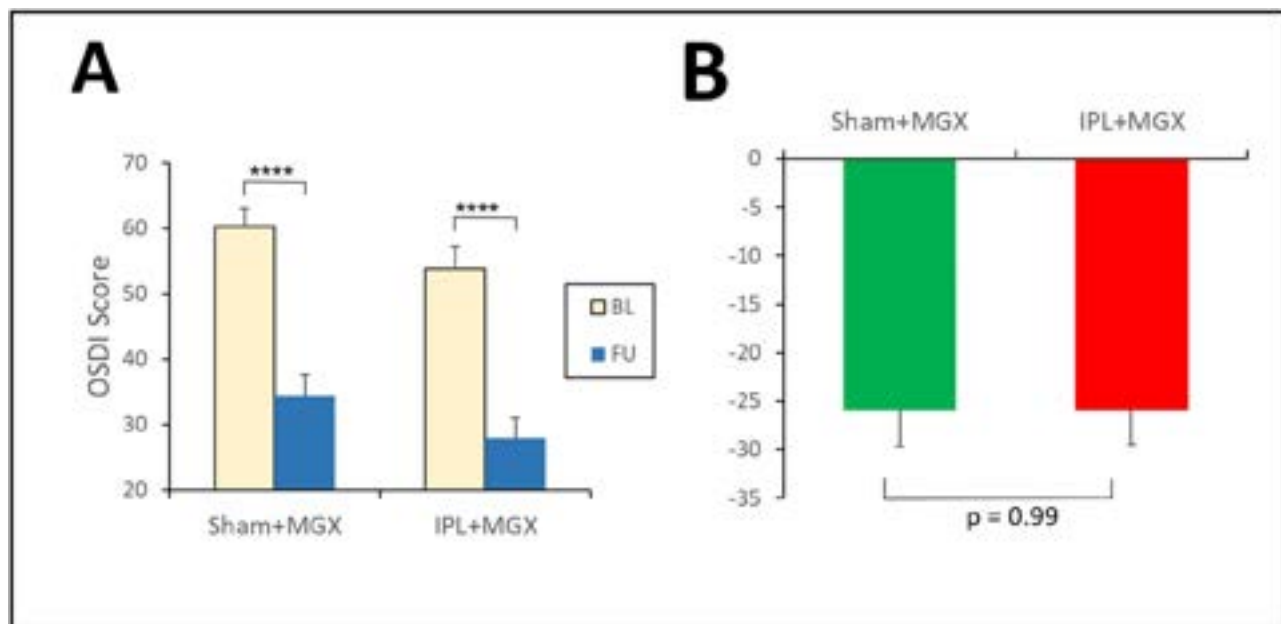 A
70
60
50
40
30
20
OSDI Score
****
****
BL
FU
Sham+MGX
IPL+MGX
B
Sham+MGX
IPL+MGX
0
-5
-10
-15
-20
-25
-30
-35
p = 0.99